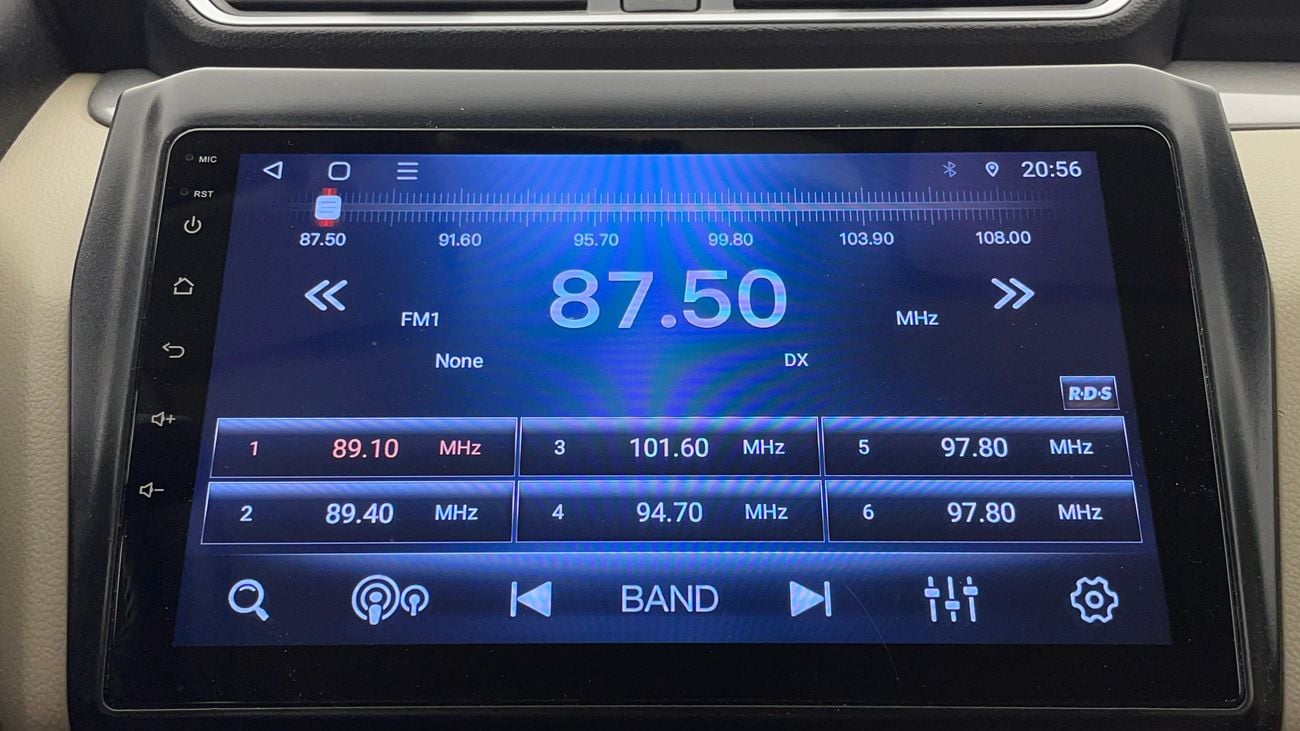 MIC
RST
20:56
87.50 91.60 95.70 99.80 103.90 108.00
FM1 87.50 MHz
None DX
R·D·S
1 89.10 MHz 3 101.60 MHz 5 97.80 MHz
2 89.40 MHz 4 94.70 MHz 6 97.80 MHz
BAND